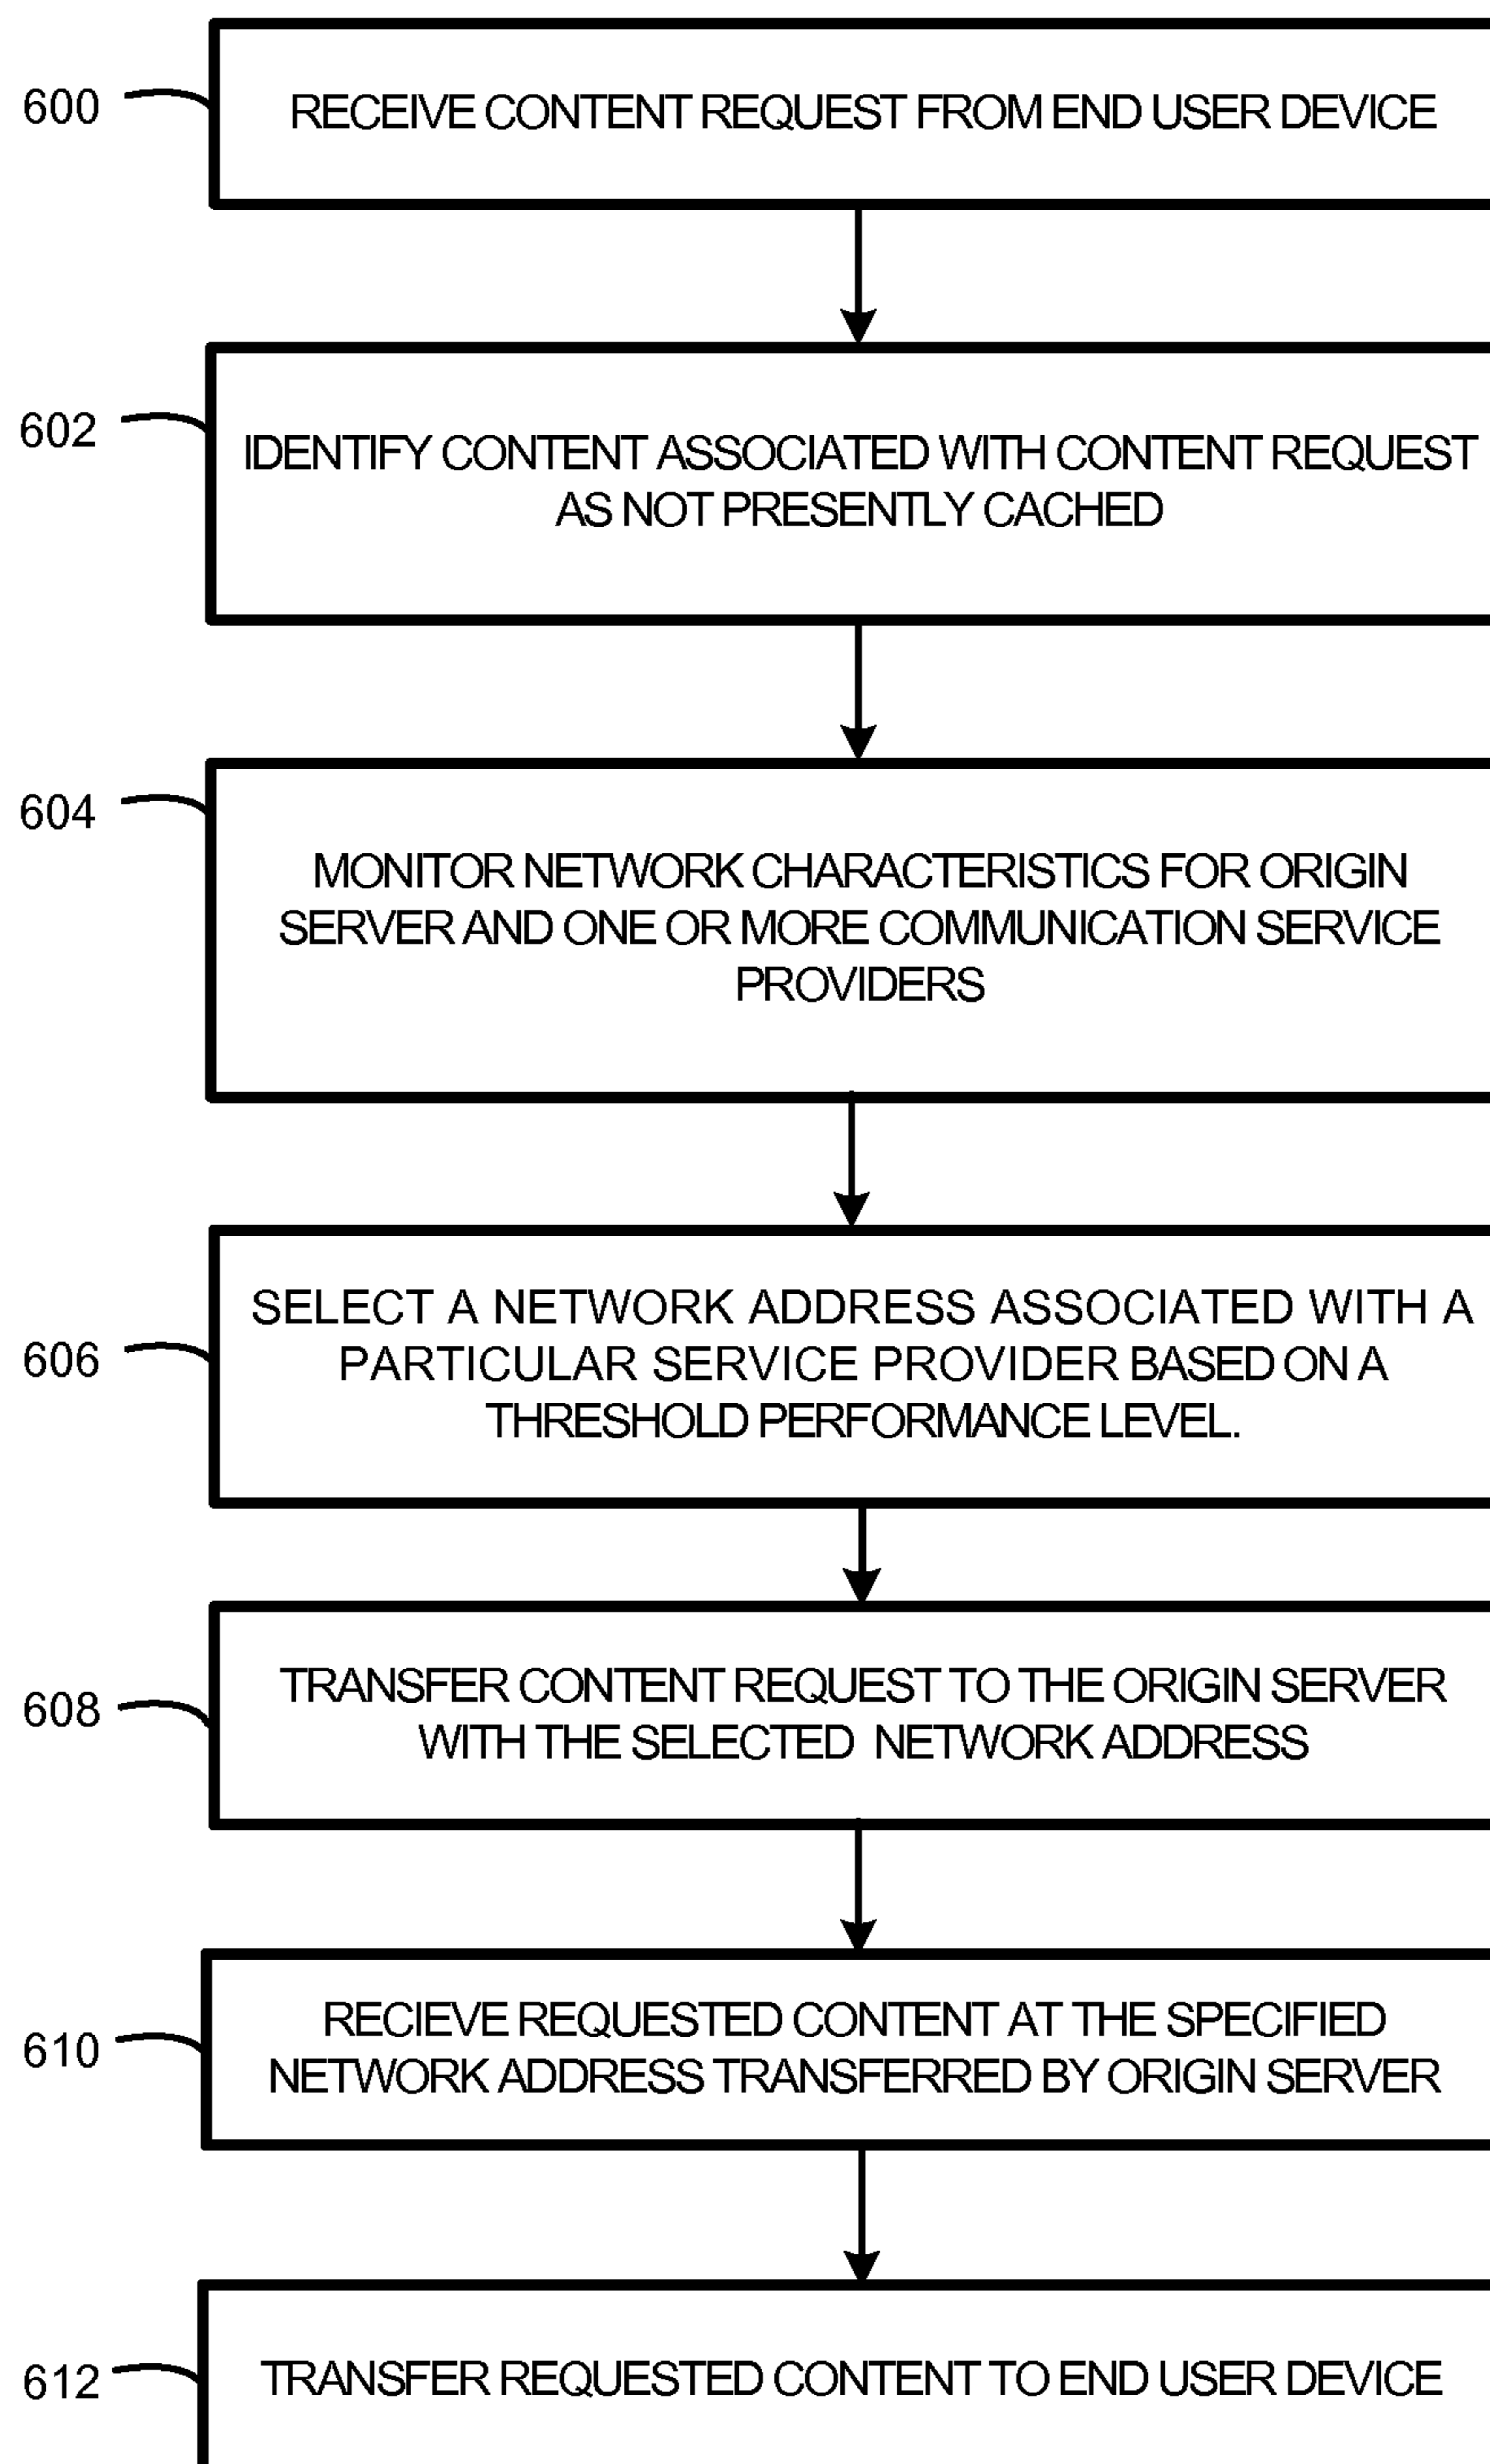 600
RECEIVE CONTENT REQUEST FROM END USER DEVICE
602
IDENTIFY CONTENT ASSOCIATED WITH CONTENT REQUEST
AS NOT PRESENTLY CACHED
604
MONITOR NETWORK CHARACTERISTICS FOR ORIGIN
SERVER AND ONE OR MORE COMMUNICATION SERVICE
PROVIDERS
606
SELECT A NETWORK ADDRESS ASSOCIATED WITH A
PARTICULAR SERVICE PROVIDER BASED ON A
THRESHOLD PERFORMANCE LEVEL.
608
TRANSFER CONTENT REQUEST TO THE ORIGIN SERVER
WITH THE SELECTED NETWORK ADDRESS
610
RECIEVE REQUESTED CONTENT AT THE SPECIFIED
NETWORK ADDRESS TRANSFERRED BY ORIGIN SERVER
612
TRANSFER REQUESTED CONTENT TO END USER DEVICE